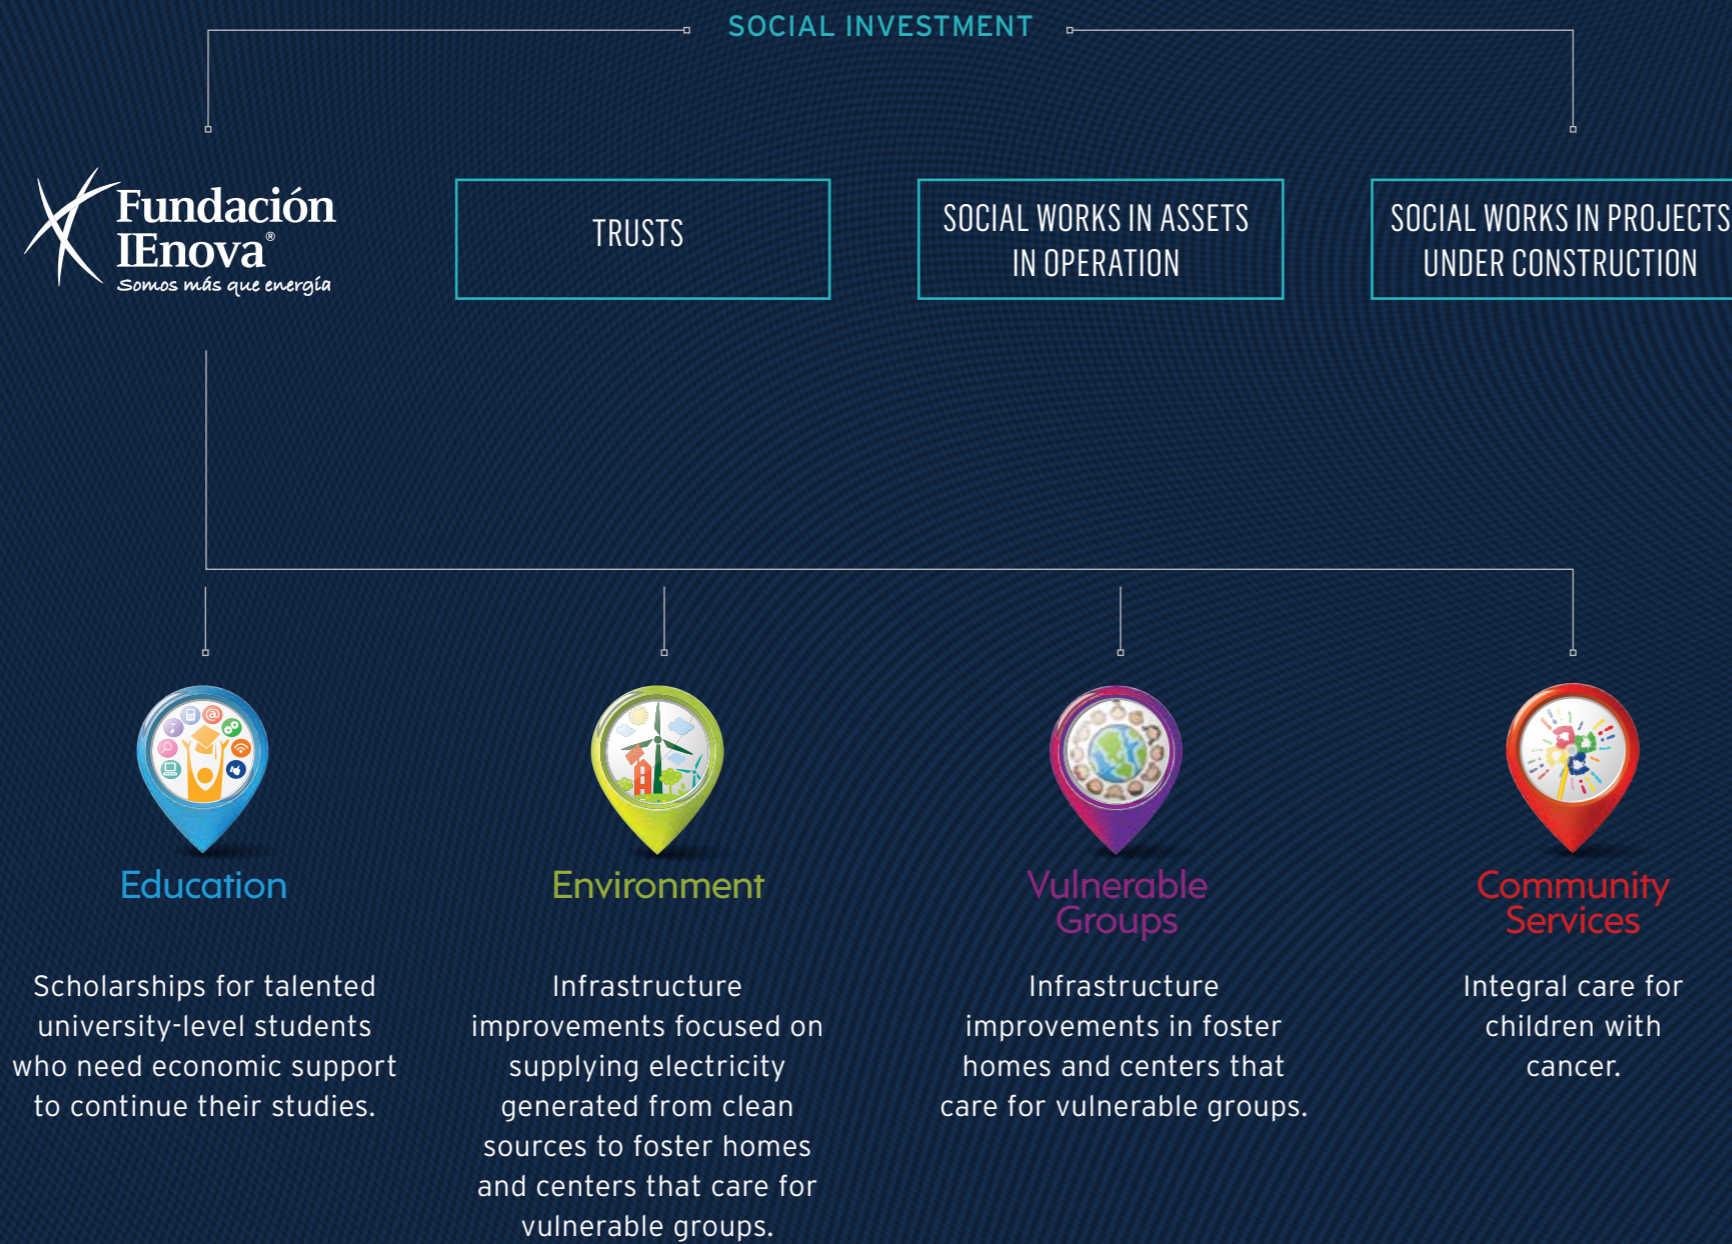 SOCIAL INVESTMENT
Fundación
IEnova®
Somos más que energía
TRUSTS
SOCIAL WORKS IN ASSETS
IN OPERATION
SOCIAL WORKS IN PROJECTS
UNDER CONSTRUCTION
Education
Scholarships for talented
university-level students
who need economic support
to continue their studies.
Environment
Infrastructure
improvements focused on
supplying electricity
generated from clean
sources to foster homes
and centers that care for
vulnerable groups.
Vulnerable
Groups
Infrastructure
improvements in foster
homes and centers that
care for vulnerable groups.
Community
Services
Integral care for
children with
cancer.